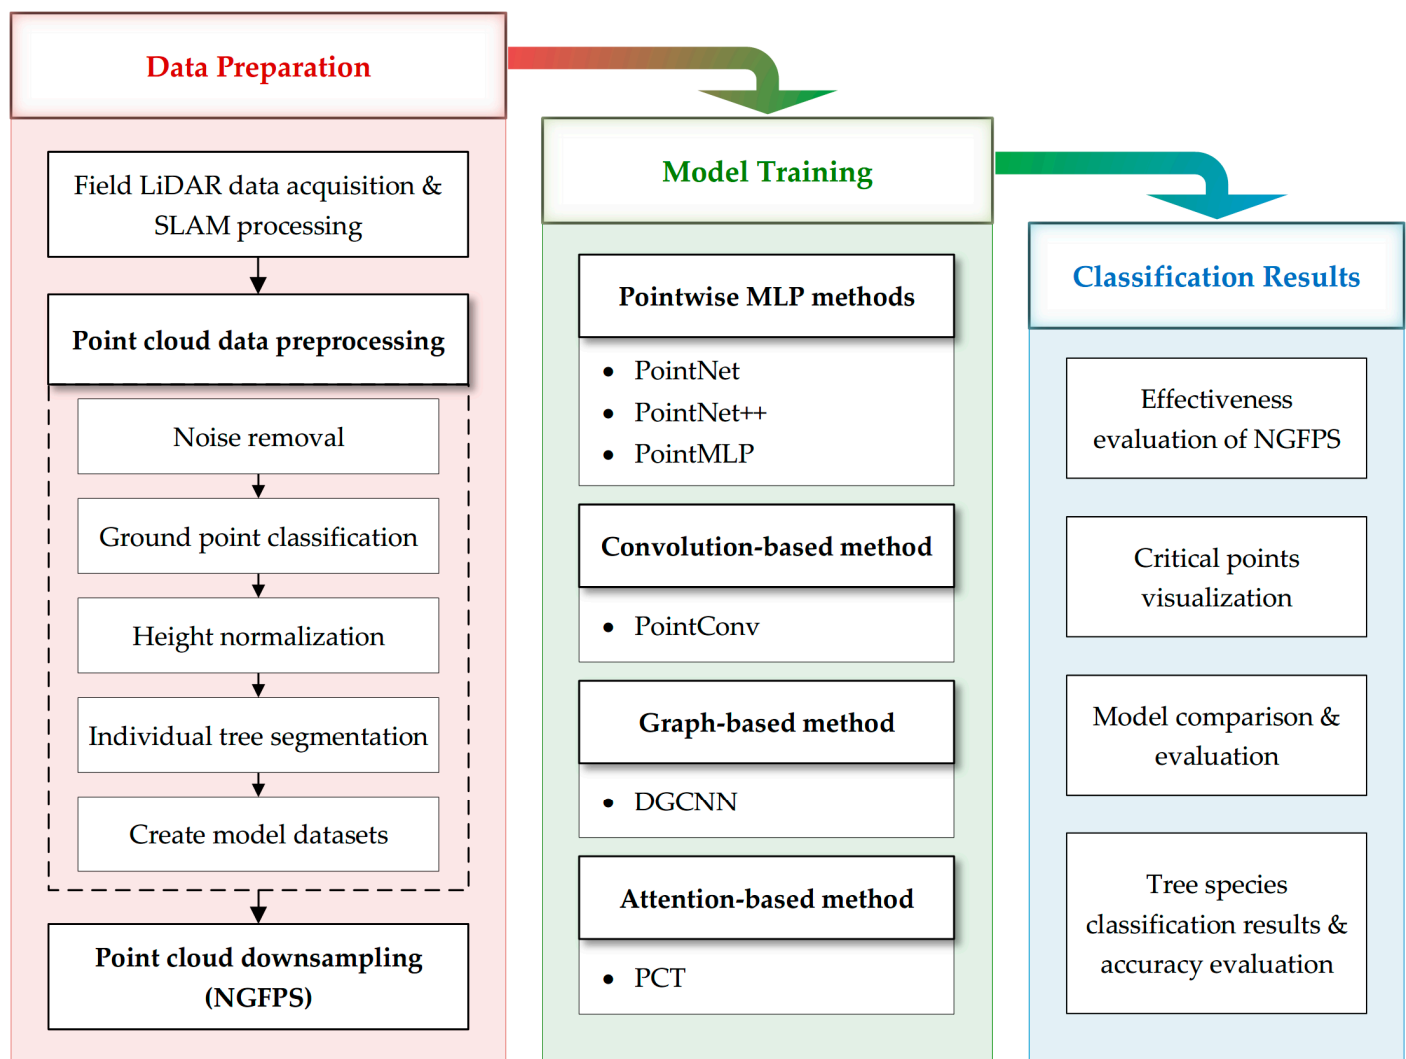 Data Preparation
Field LiDAR data acquisition &
SLAM processing
Point cloud data preprocessing
Noise removal
Ground point classification
Height normalization
Individual tree segmentation
Create model datasets
Point cloud downsampling
(NGFPS)
Model Training
Pointwise MLP methods
• PointNet
• PointNet++
• PointMLP
Convolution-based method
• PointConv
Graph-based method
• DGCNN
Attention-based method
• PCT
Classification Results
Effectiveness
evaluation of NGFPS
Critical points
visualization
Model comparison &
evaluation
Tree species
classification results &
accuracy evaluation